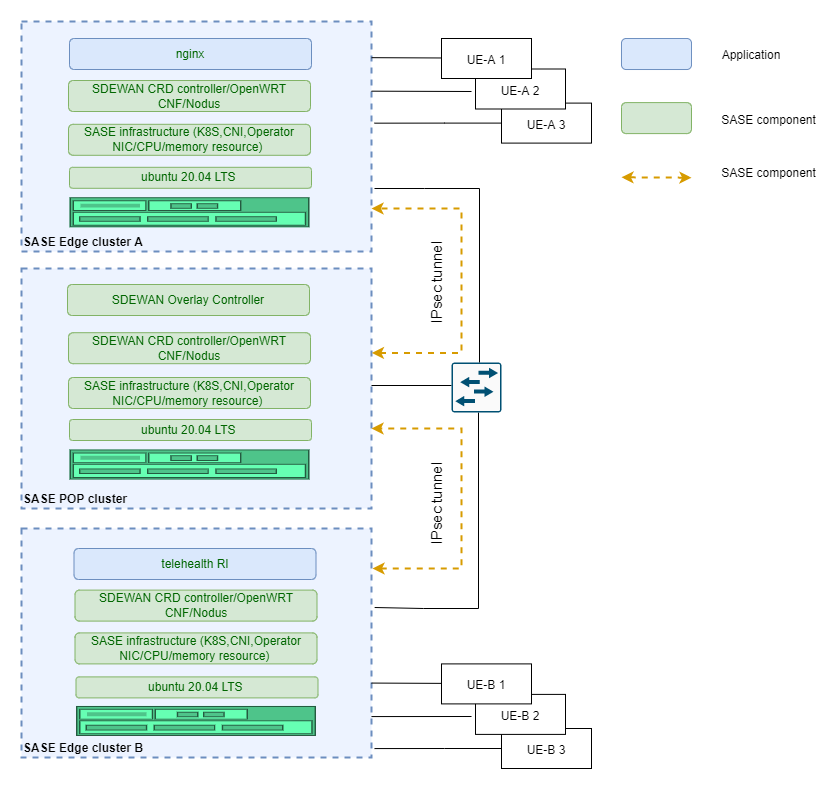 nginx
SDEWAN CRD controller/OpenWRT
CNF/Nodus
SASE infrastructure (K8S,CNI,Operator
NIC/CPU/memory resource)
ubuntu 20.04 LTS
SASE Edge cluster A
UE-A 1
UE-A 2
UE-A 3
Application
SASE component
SASE component
IPsec tunnel
SDEWAN Overlay Controller
SDEWAN CRD controller/OpenWRT
CNF/Nodus
SASE infrastructure (K8S,CNI,Operator
NIC/CPU/memory resource)
ubuntu 20.04 LTS
SASE POP cluster
IPsec tunnel
telehealth RI
SDEWAN CRD controller/OpenWRT
CNF/Nodus
SASE infrastructure (K8S,CNI,Operator
NIC/CPU/memory resource)
ubuntu 20.04 LTS
SASE Edge cluster B
UE-B 1
UE-B 2
UE-B 3